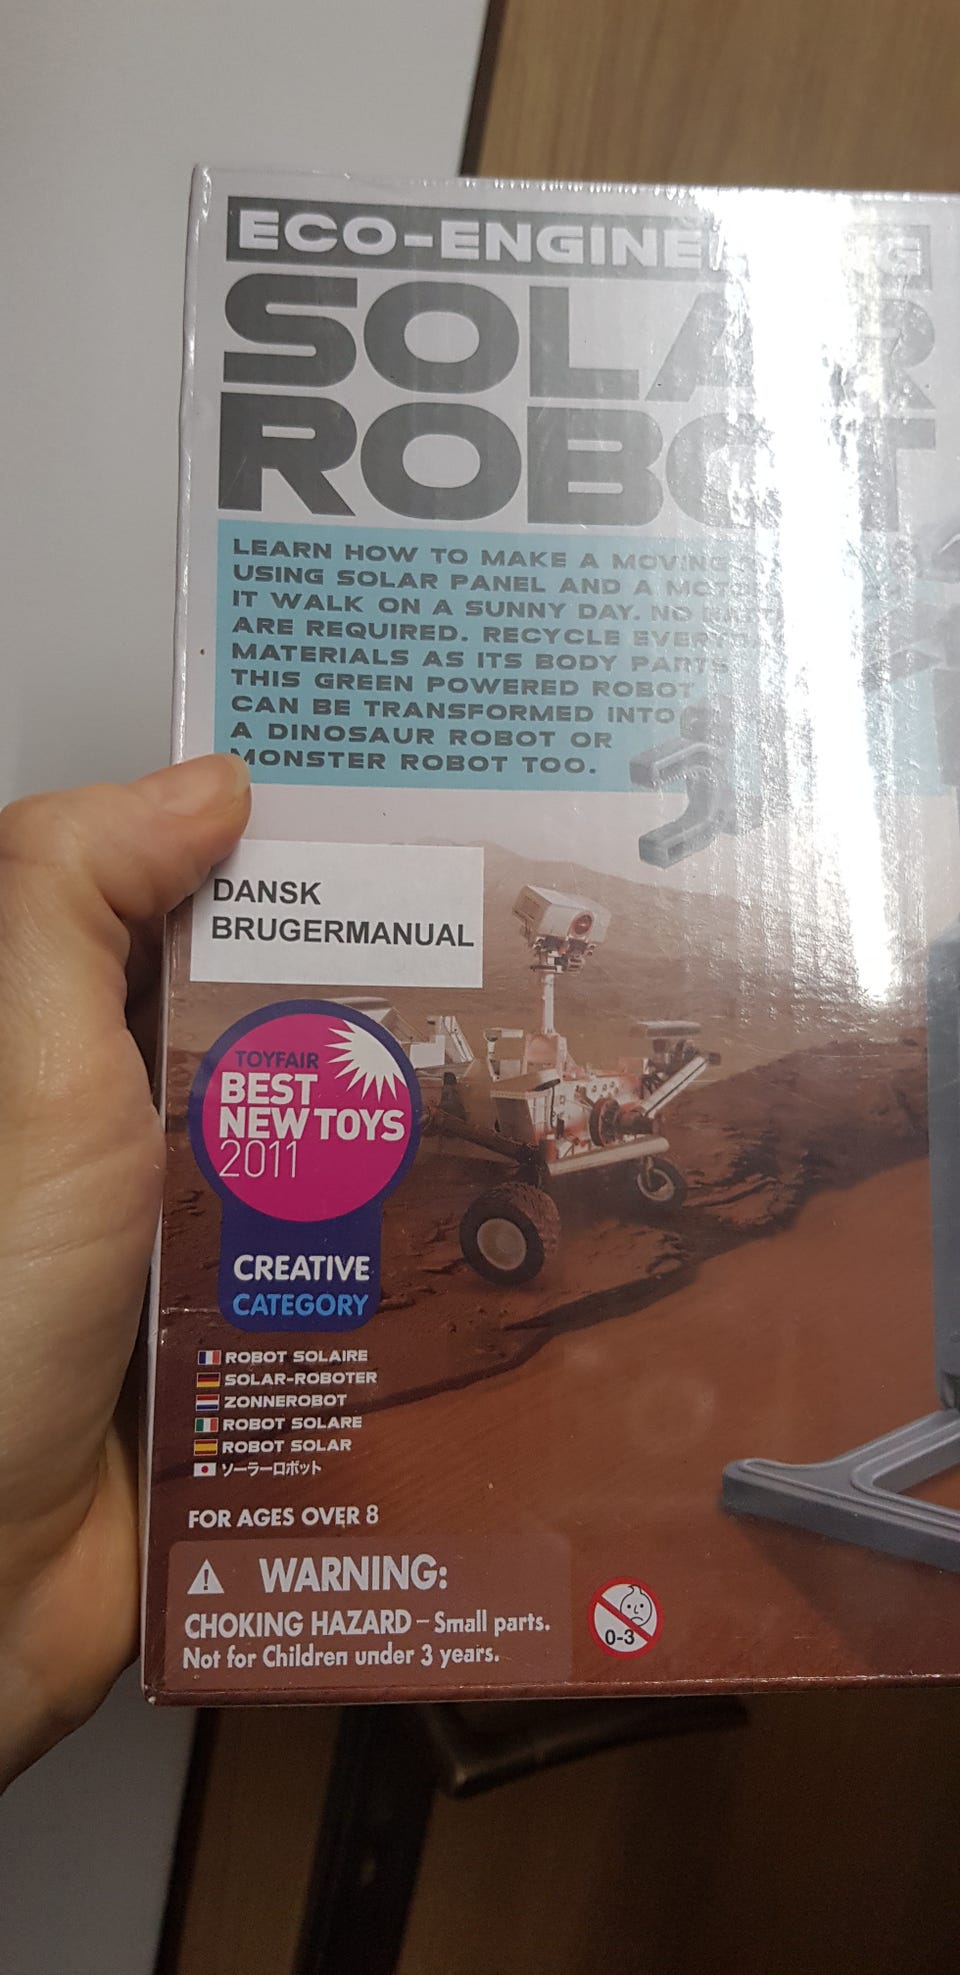 ECO-ENGINEERING
SOLAR
ROBOT
LEARN HOW TO MAKE A MOVING
USING SOLAR PANEL AND A
IT WALK ON A SUNNY DAY. NO
ARE REQUIRED. RECYCLE
MATERIALS AS ITS BODY PARTS
THIS GREEN POWERED ROBOT
CAN BE TRANSFORMED INTO
A DINOSAUR ROBOT OR
MONSTER ROBOT TOO.
DANSK
BRUGERMANUAL
TOYFAIR
BEST
NEW TOYS
2011
CREATIVE
CATEGORY
ROBOT SOLAIRE
SOLAR-ROBOTER
ZONNEROBOT
ROBOT SOLARE
ROBOT SOLAR
ソーラーロボット
FOR AGES OVER 8
WARNING:
CHOKING HAZARD – Small parts.
Not for Children under 3 years.
0-3